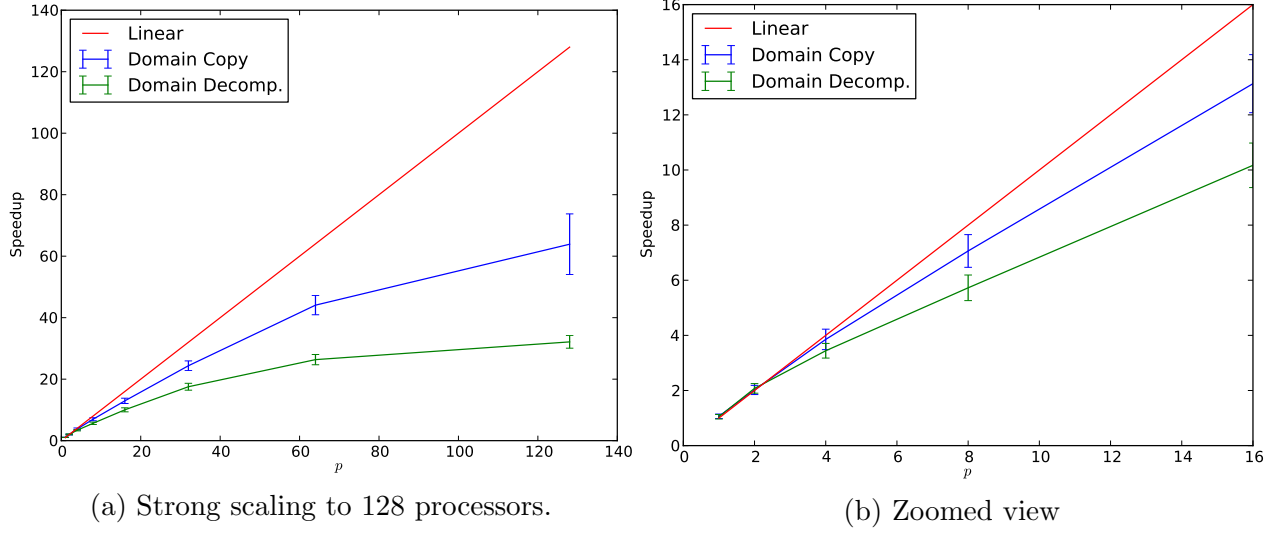 140
120
100
80
60
40
20
0
Speedup
Linear
Domain Copy
Domain Decomp.
0 20 40 60 80 100 120 140
p
(a) Strong scaling to 128 processors.
16
14
12
10
8
6
4
2
0
Speedup
Linear
Domain Copy
Domain Decomp.
0 2 4 6 8 10 12 14 16
p
(b) Zoomed view